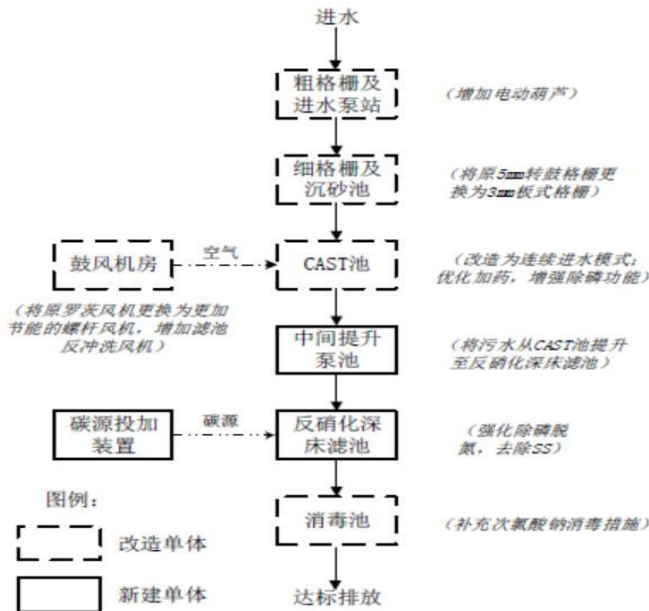 进水
粗格栅及
进水泵站
（增加电动葫芦）
细格栅及
沉砂池
（将原5mm转鼓格栅更
换为3mm板式格栅）
鼓风机房
空气
CAST池
（改造为连续进水模式；
优化加药，增强除磷功能）
（将原罗茨风机更换为更加
节能的螺杆风机，增加滤池
反冲洗风机）
中间提升
泵池
（将污水从CAST池提升
至反硝化深床滤池）
碳源投加
装置
碳源
反硝化深
床滤池
（强化除磷脱
氮，去除SS）
图例：
消毒池
（补充次氯酸钠消毒措施）
改造单体
新建单体
达标排放